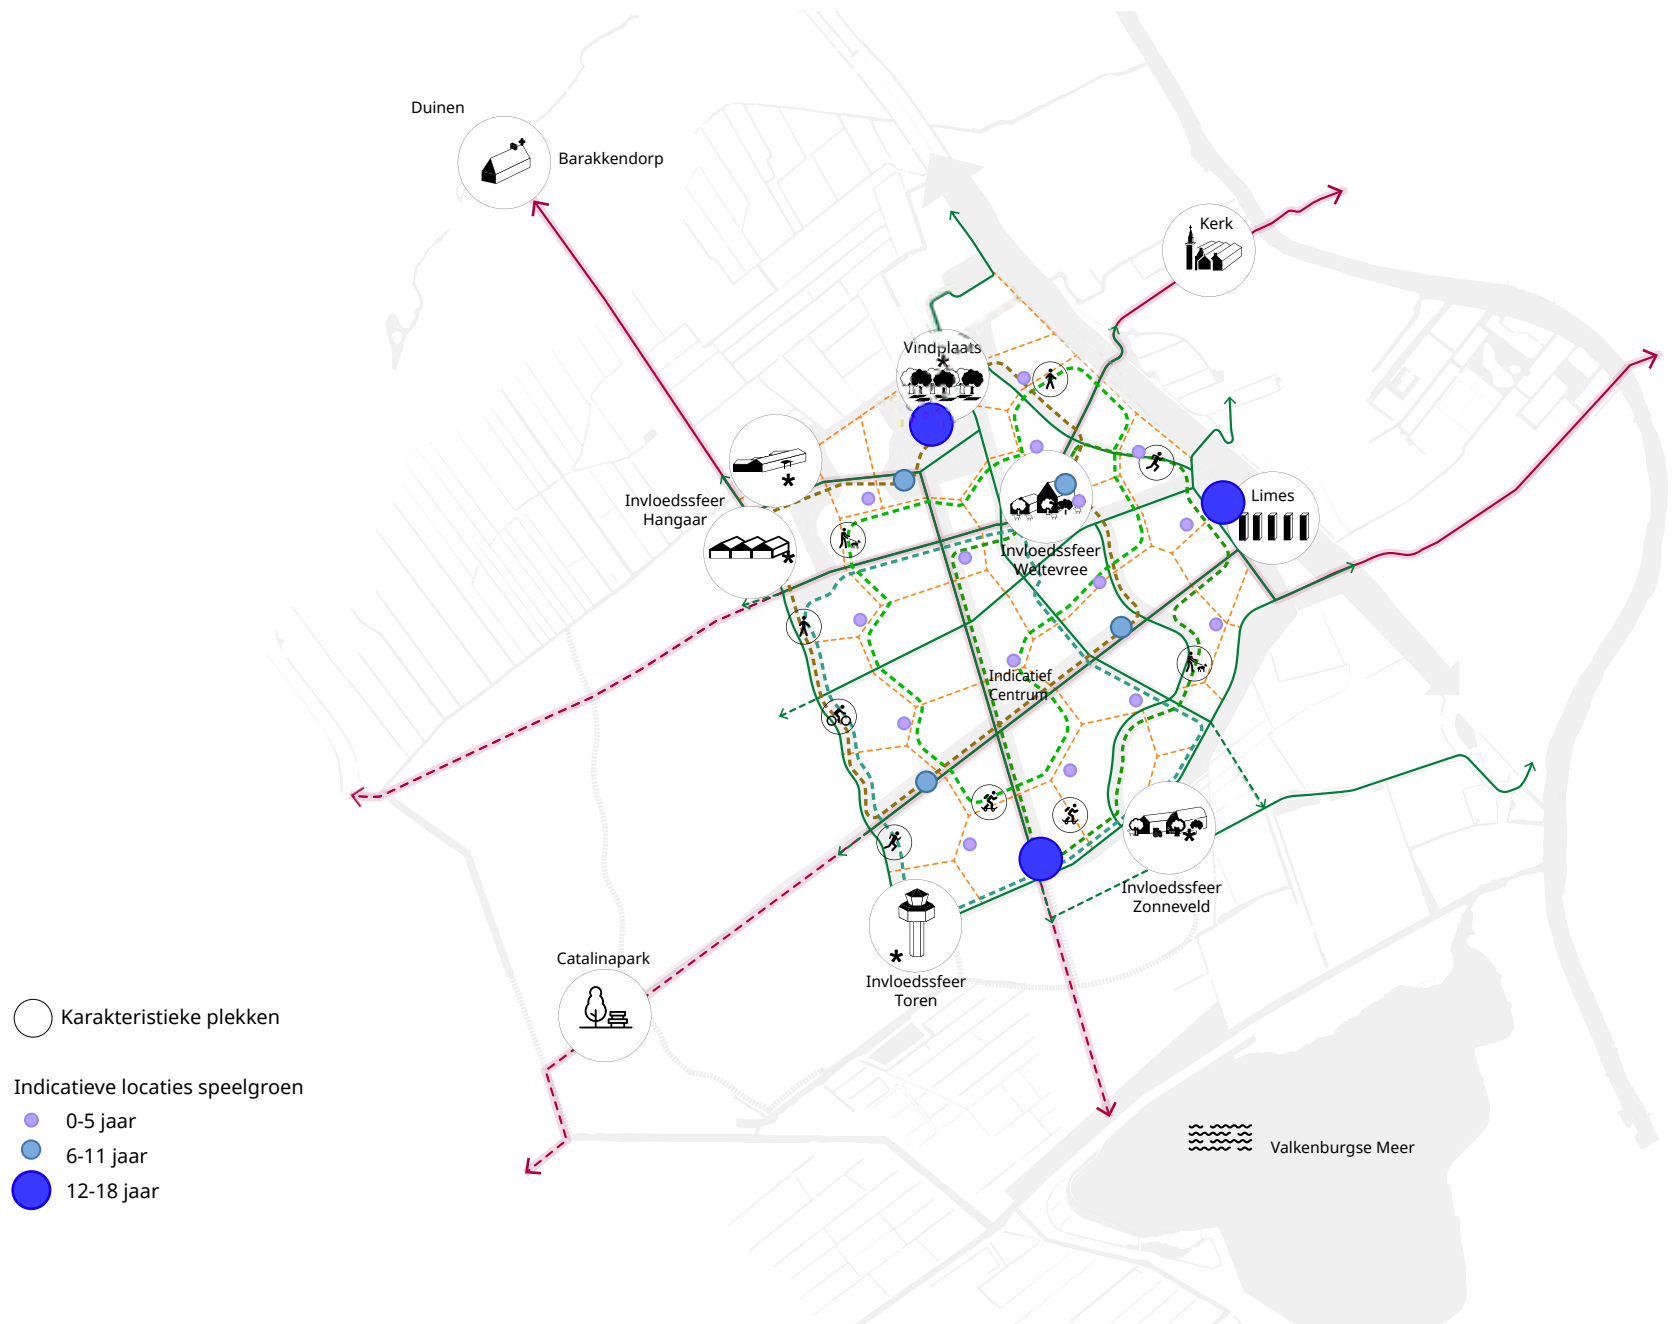 Duinen
Barakkendorp
Kerk
Vindplaats
Limes
Invloedssfeer
Hangaar
Invloedssfeer
Weltevree
Indicatief
Centrum
Invloedssfeer
Zonneveld
Catalinapark
Invloedssfeer
Toren
Karakteristieke plekken
Indicatieve locaties speelgroen
0-5 jaar
6-11 jaar
12-18 jaar
Valkenburgse Meer